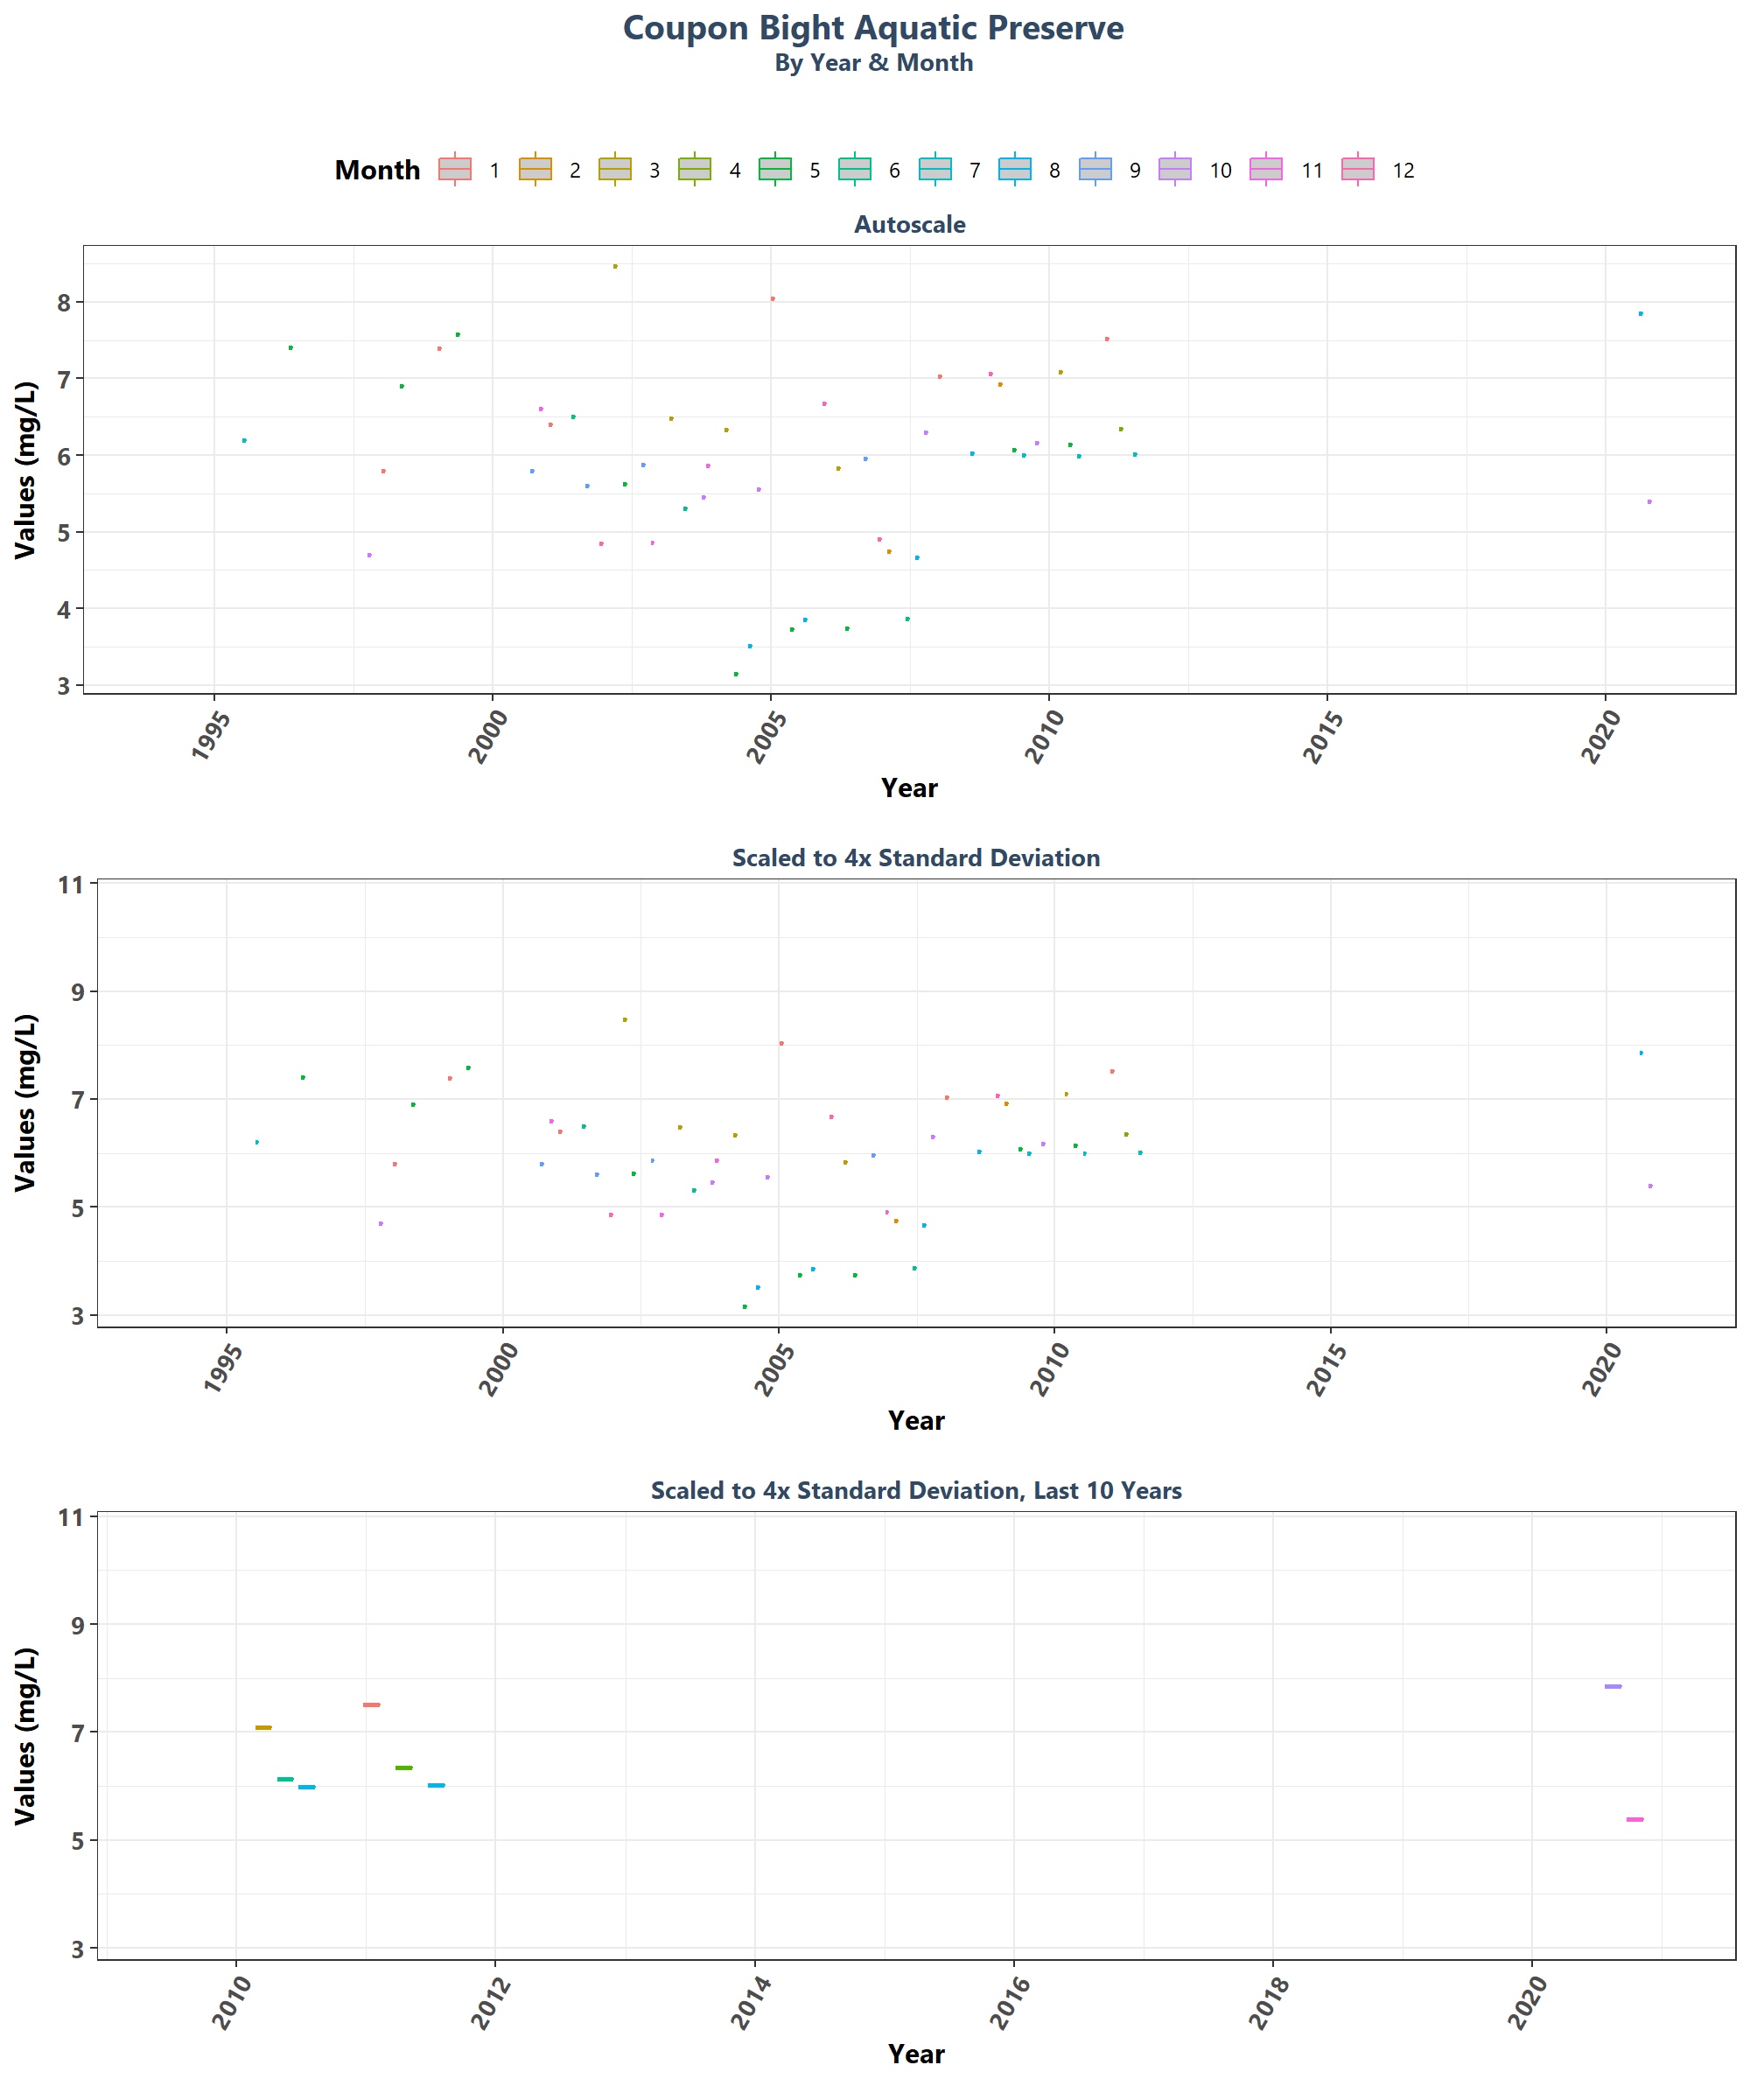 Coupon Bight Aquatic Preserve
By Year & Month
Month 1 2 3 4 5 6 7 8 9 10 11 12
Autoscale
Values (mg/L)
8
7
6
5
4
3
1995 2000 2005 2010 2015 2020
Year
Scaled to 4x Standard Deviation
Values (mg/L)
11
9
7
5
3
1995 2000 2005 2010 2015 2020
Year
Scaled to 4x Standard Deviation, Last 10 Years
Values (mg/L)
11
9
7
5
3
2010 2012 2014 2016 2018 2020
Year